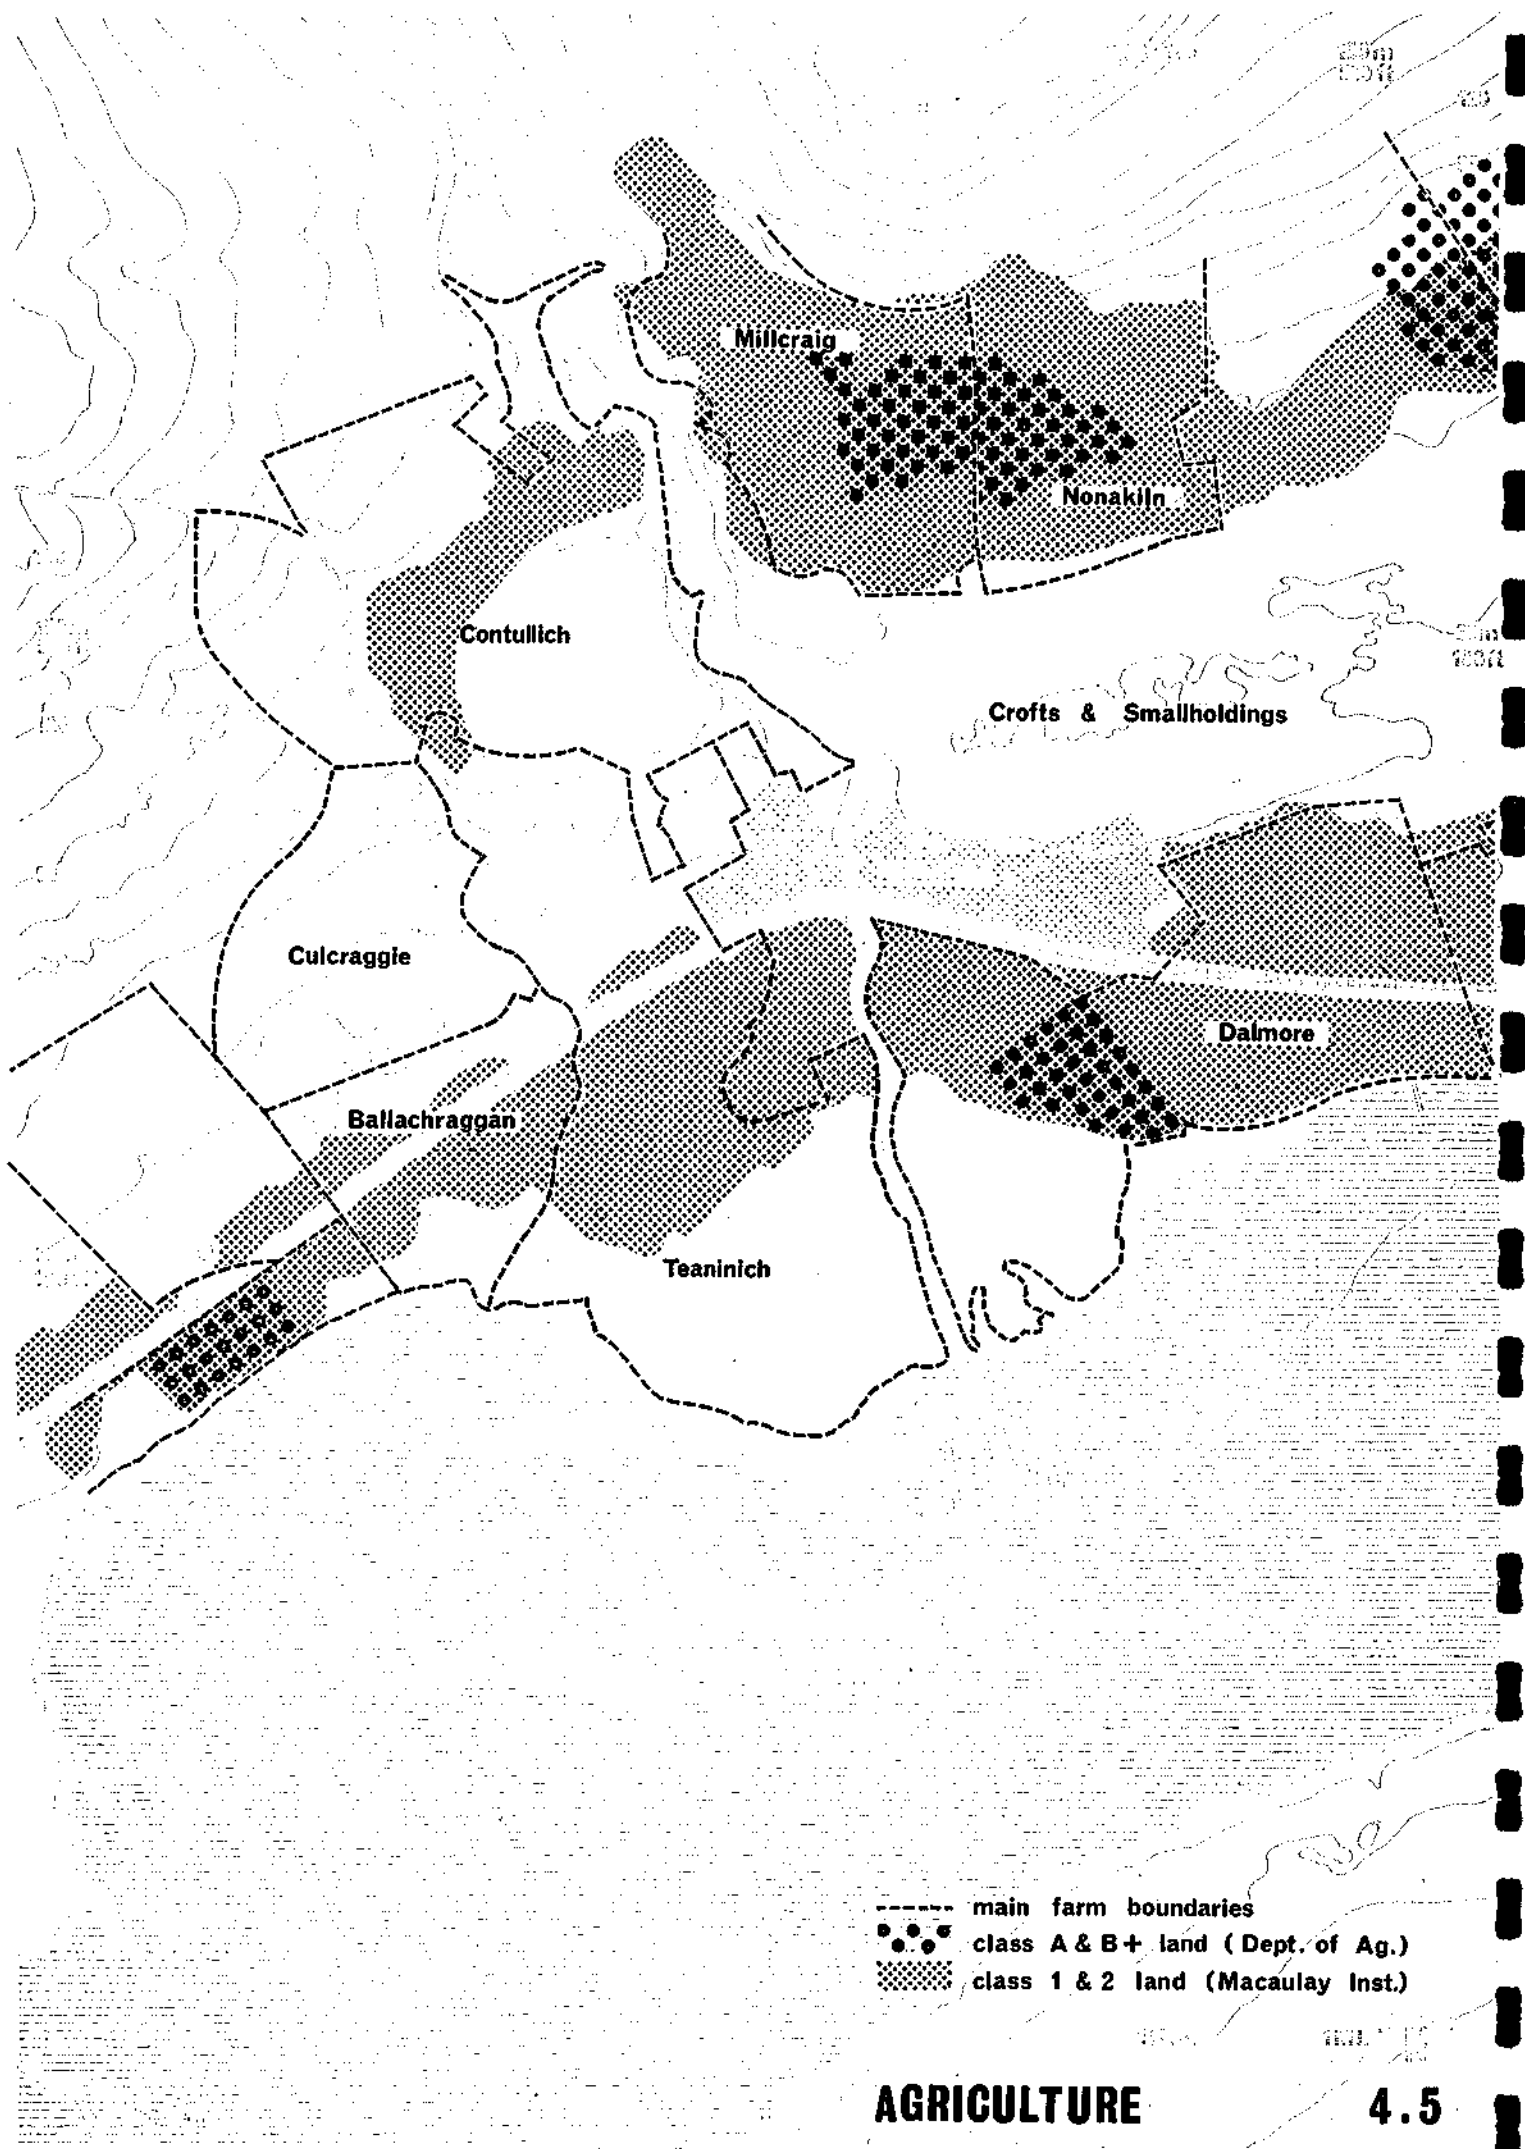 Millcraig
Nonakiln
Contullich
Crofts & Smallholdings
Culcraggie
Dalmore
Ballachraggan
Teaninich
main farm boundaries
class A & B+ land (Dept. of Ag.)
class 1 & 2 land (Macaulay Inst.)
AGRICULTURE 4.5